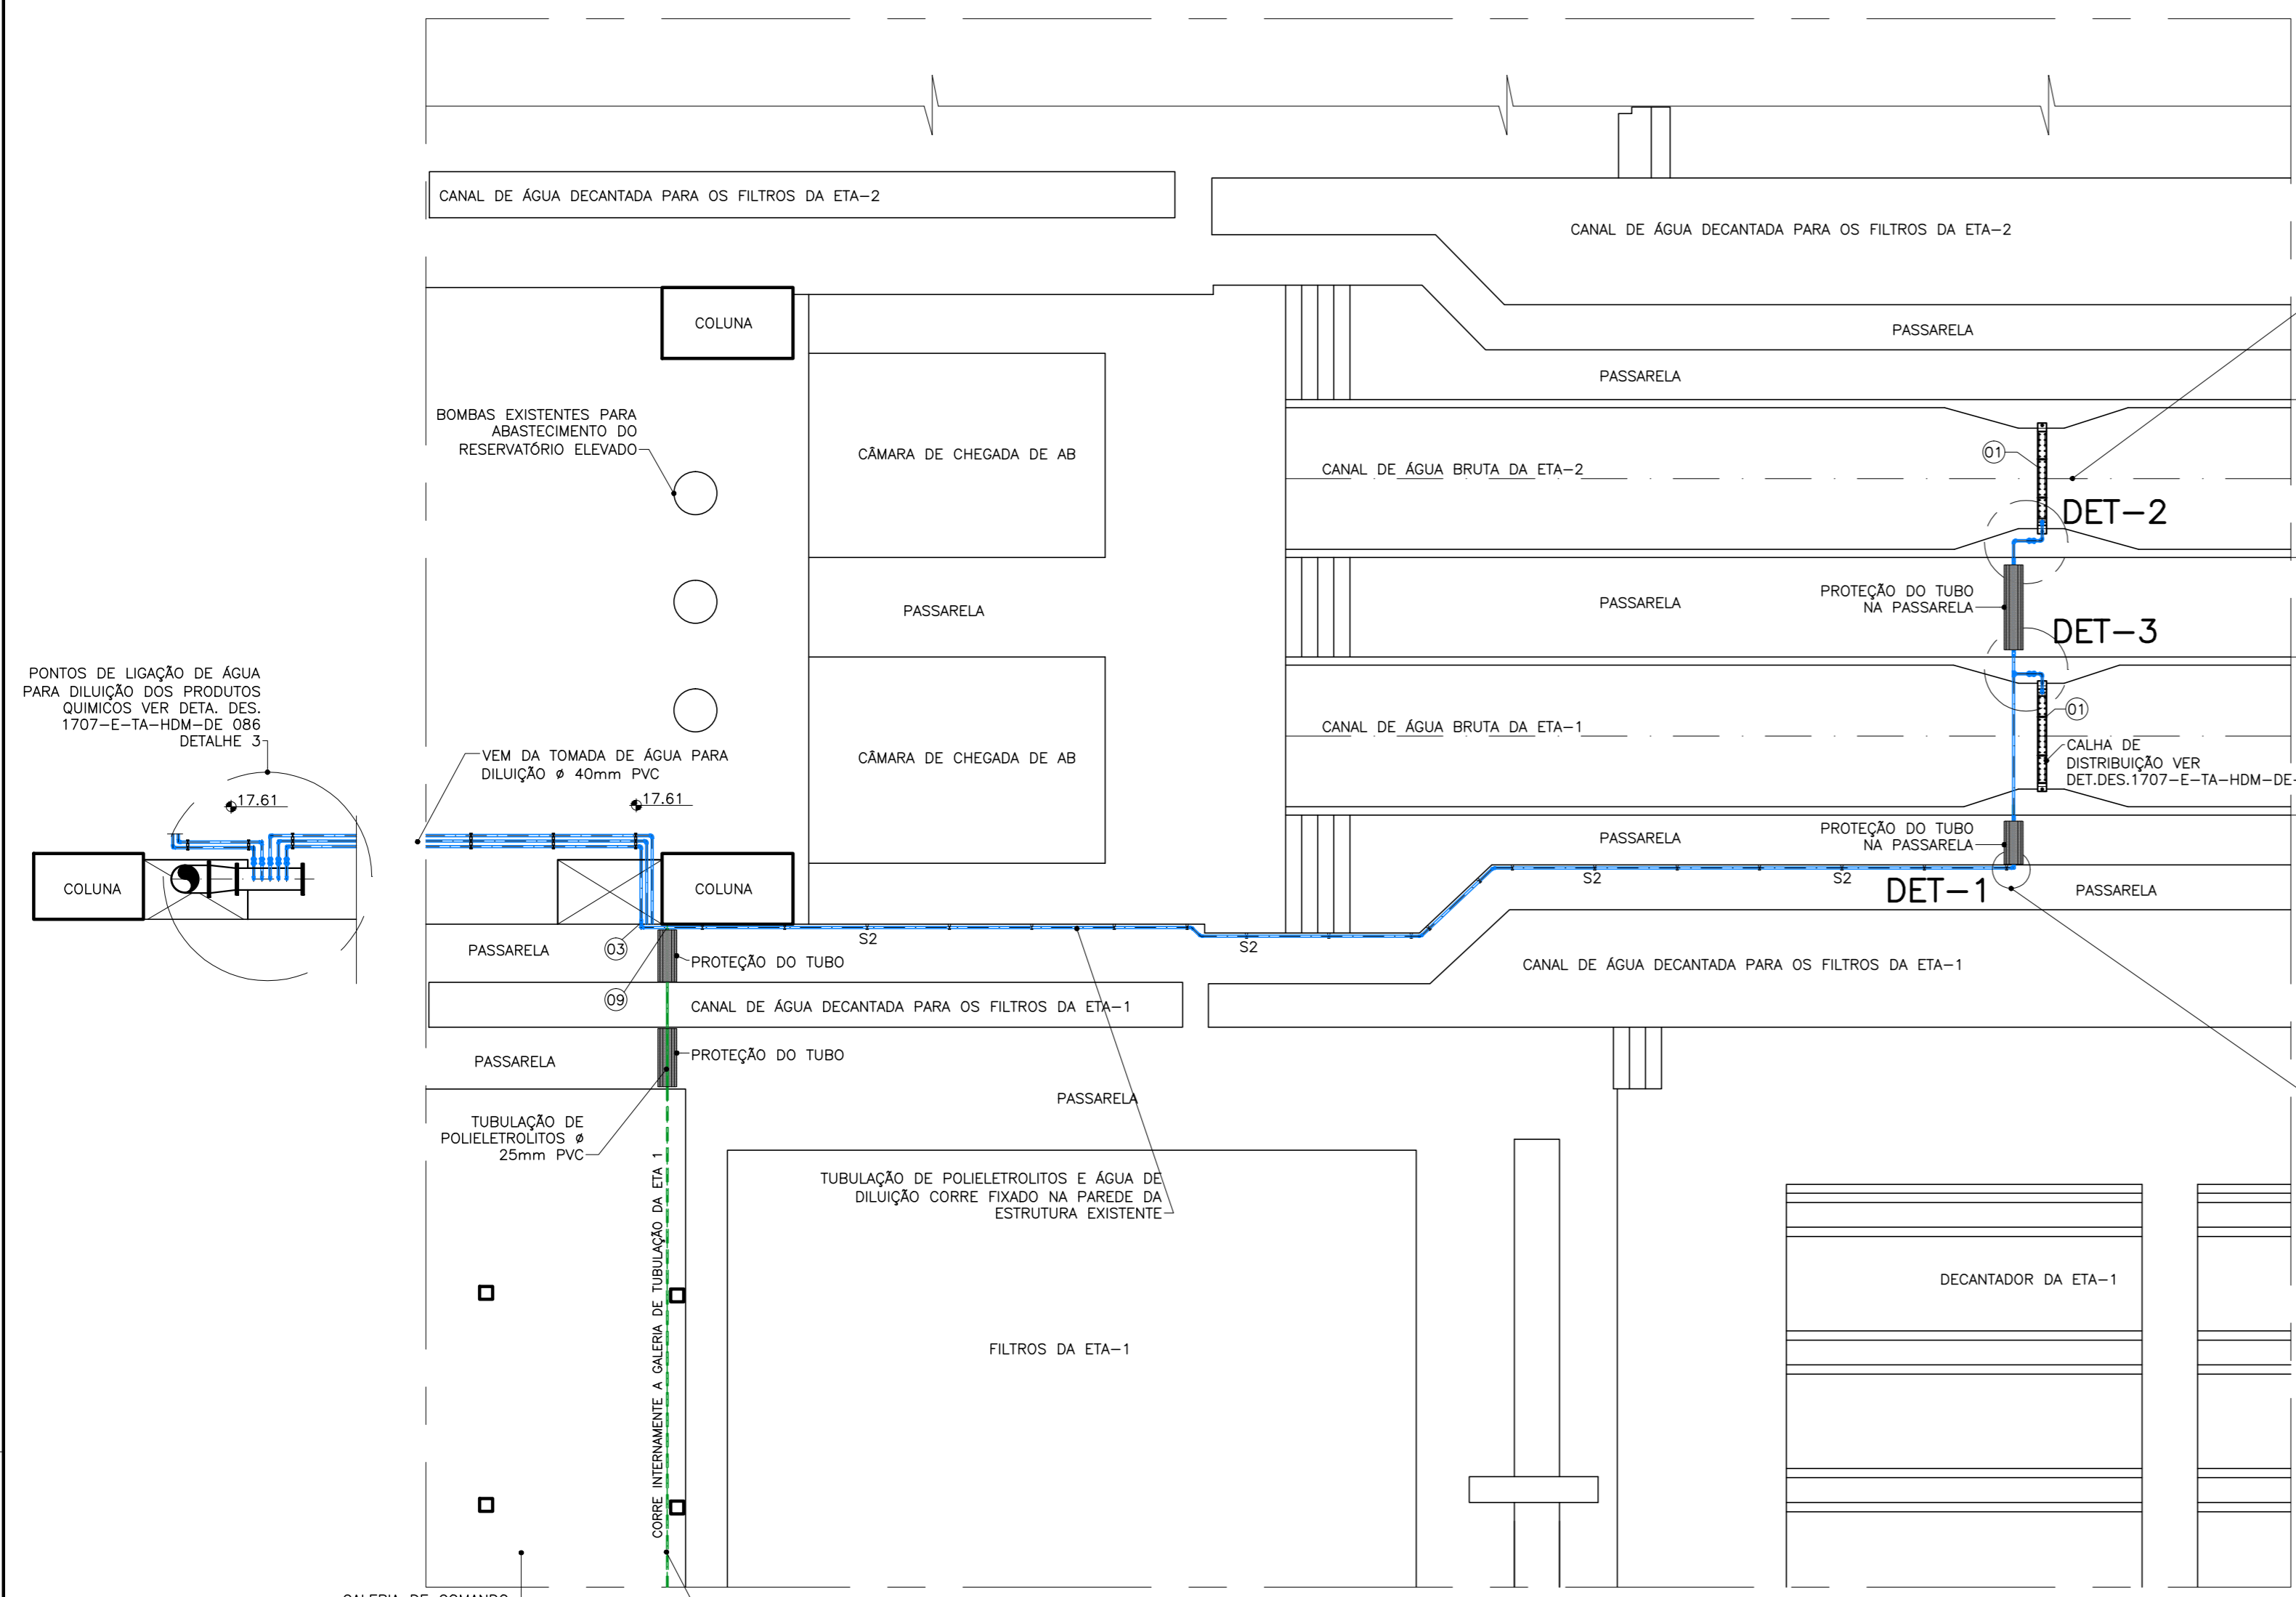 CANAL DE ÁGUA DECANTADA PARA OS FILTROS DA ETA-2
CANAL DE ÁGUA DECANTADA PARA OS FILTROS DA ETA-2
COLUNA
PASSARELA
PASSARELA
BOMBAS EXISTENTES PARA
ABASTECIMENTO DO
RESERVATÓRIO ELEVADO
CÂMARA DE CHEGADA DE AB
CANAL DE ÁGUA BRUTA DA ETA-2
01
DET-2
PASSARELA
PASSARELA
PROTEÇÃO DO TUBO
NA PASSARELA
DET-3
PONTOS DE LIGAÇÃO DE ÁGUA
PARA DILUIÇÃO DOS PRODUTOS
QUIMICOS VER DETA. DES.
1707-E-TA-HDM-DE 086
DETALHE 3
VEM DA TOMADA DE ÁGUA PARA
DILUIÇÃO ø 40mm PVC
CÂMARA DE CHEGADA DE AB
CANAL DE ÁGUA BRUTA DA ETA-1
01
CALHA DE
DISTRIBUIÇÃO VER
DET.DES.1707-E-TA-HDM-DE-
17.61
17.61
PASSARELA
PROTEÇÃO DO TUBO
NA PASSARELA
COLUNA
COLUNA
S2
S2
DET-1
PASSARELA
S2
S2
PASSARELA
03
PROTEÇÃO DO TUBO
CANAL DE ÁGUA DECANTADA PARA OS FILTROS DA ETA-1
09
CANAL DE ÁGUA DECANTADA PARA OS FILTROS DA ETA-1
PASSARELA
PROTEÇÃO DO TUBO
PASSARELA
TUBULAÇÃO DE
POLIELETROLITOS ø
25mm PVC
CORRE INTERNAMENTE A GALERIA DE TUBULAÇÃO DA ETA 1
TUBULAÇÃO DE POLIELETROLITOS E ÁGUA DE
DILUIÇÃO CORRE FIXADO NA PAREDE DA
ESTRUTURA EXISTENTE
DECANTADOR DA ETA-1
FILTROS DA ETA-1
GALERIA DE COMANDO